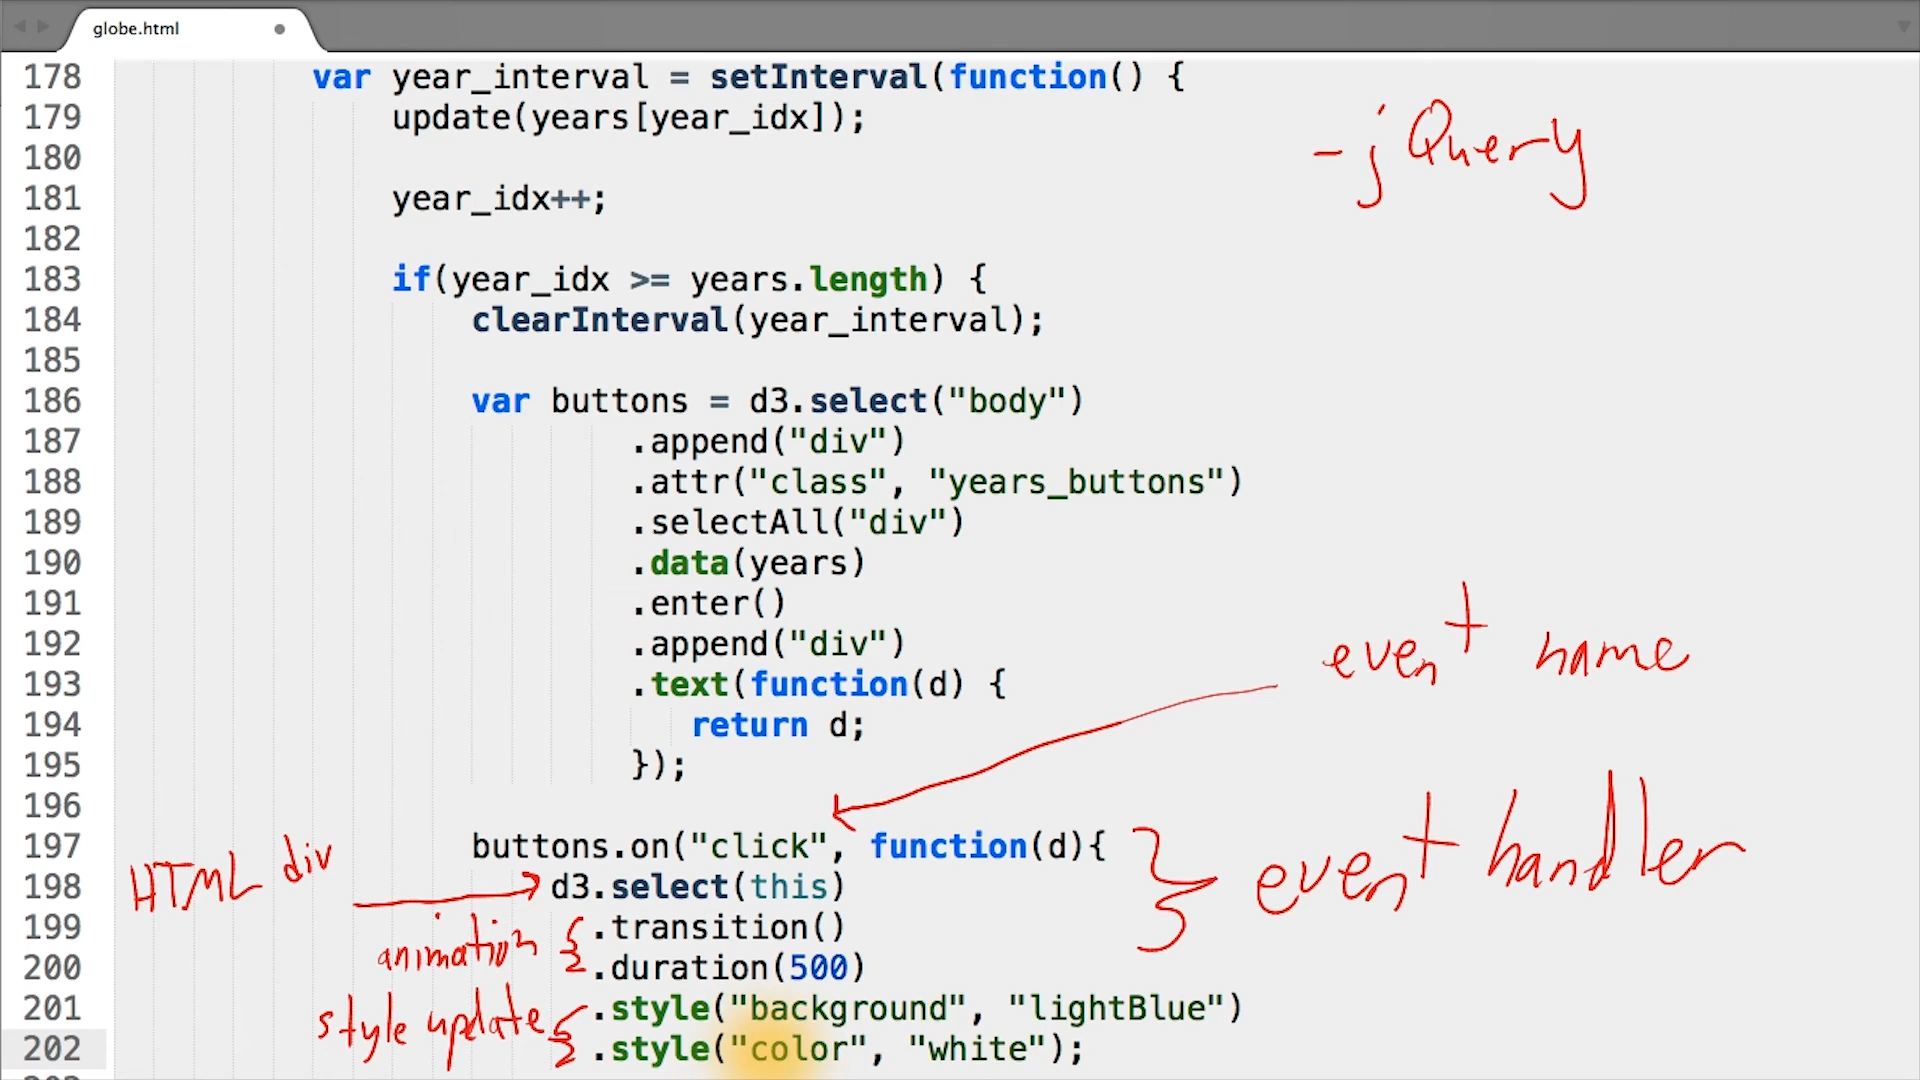 globe.html
178 var year_interval = setInterval(function() {
179 update(years[year_idx]);
- jQuery
180
181 year_idx++;
182
183 if(year_idx >= years.length) {
184 clearInterval(year_interval);
185
186 var buttons = d3.select("body")
187 .append("div")
188 .attr("class", "years_buttons")
189 .selectAll("div")
190 .data(years)
191 .enter()
192 .append("div")
event name
193 .text(function(d) {
194 return d;
195 });
196
197 buttons.on("click", function(d){
HTML div
event handler
198 d3.select(this)
199 .transition()
animation
200 .duration(500)
201 .style("background", "lightBlue")
style update
202 .style("color", "white");